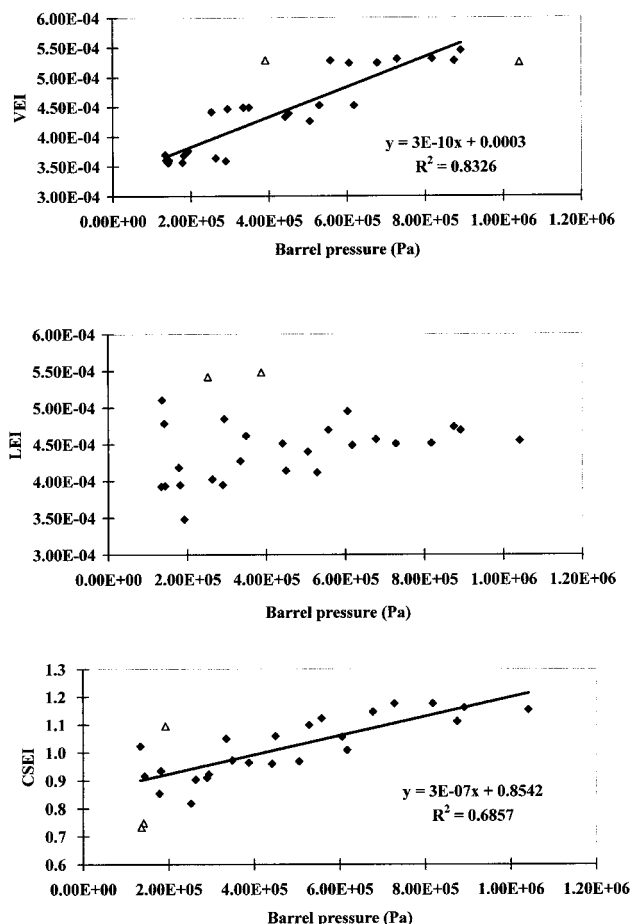 6.00E-04
5.50E-04
5.00E-04
4.50E-04
4.00E-04
3.50E-04
3.00E-04
VEI
y = 3E-10x + 0.0003
R² = 0.8326
0.00E+00 2.00E+05 4.00E+05 6.00E+05 8.00E+05 1.00E+06 1.20E+06
Barrel pressure (Pa)
6.00E-04
5.50E-04
5.00E-04
4.50E-04
4.00E-04
3.50E-04
3.00E-04
LEI
0.00E+00 2.00E+05 4.00E+05 6.00E+05 8.00E+05 1.00E+06 1.20E+06
Barrel pressure (Pa)
1.3
1.2
1.1
1.0
0.9
0.8
0.7
0.6
CSEI
y = 3E-07x + 0.8542
R² = 0.6857
0.00E+00 2.00E+05 4.00E+05 6.00E+05 8.00E+05 1.00E+06 1.20E+06
Barrel pressure (Pa)